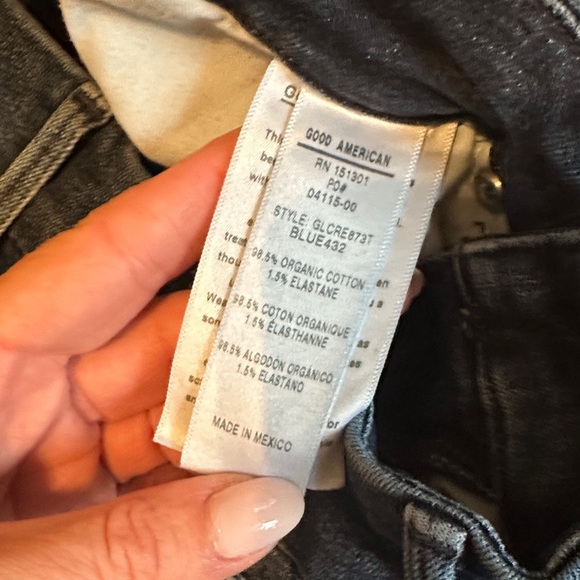 GOOD AMERICAN
RN 151301
PO#
04115-00
STYLE: GLCRE873T
BLUE432
98.5% ORGANIC COTTON
1.5% ELASTANE
98.5% COTON ORGANIQUE
1.5% ÉLASTHANNE
98.5% ALGODÓN ORGÁNICO
1.5% ELASTANO
MADE IN MEXICO